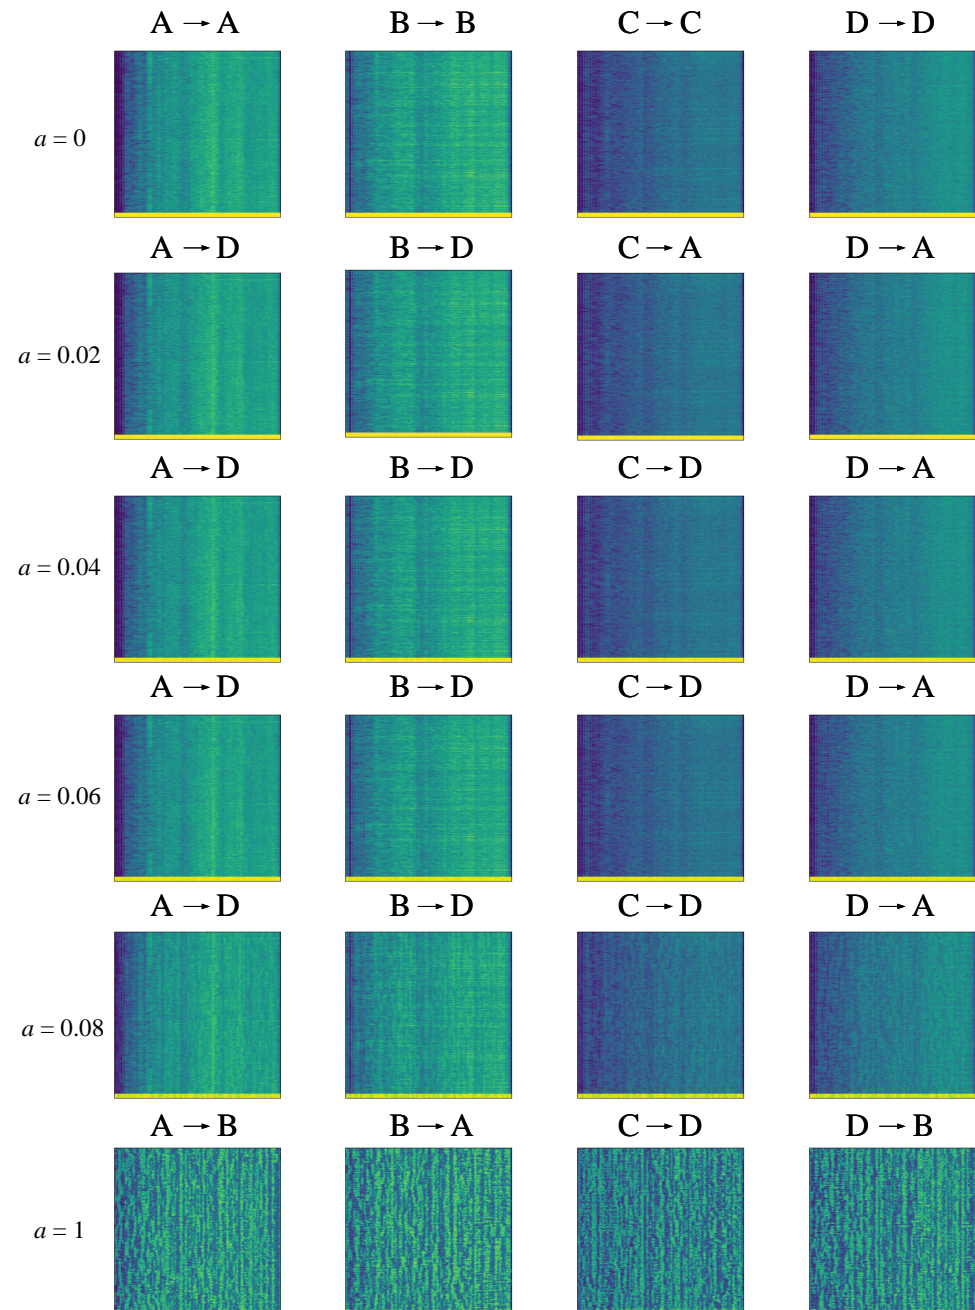 A → A B → B C → C D → D
a = 0
A → D B → D C → A D → A
a = 0.02
A → D B → D C → D D → A
a = 0.04
A → D B → D C → D D → A
a = 0.06
A → D B → D C → D D → A
a = 0.08
A → B B → A C → D D → B
a = 1